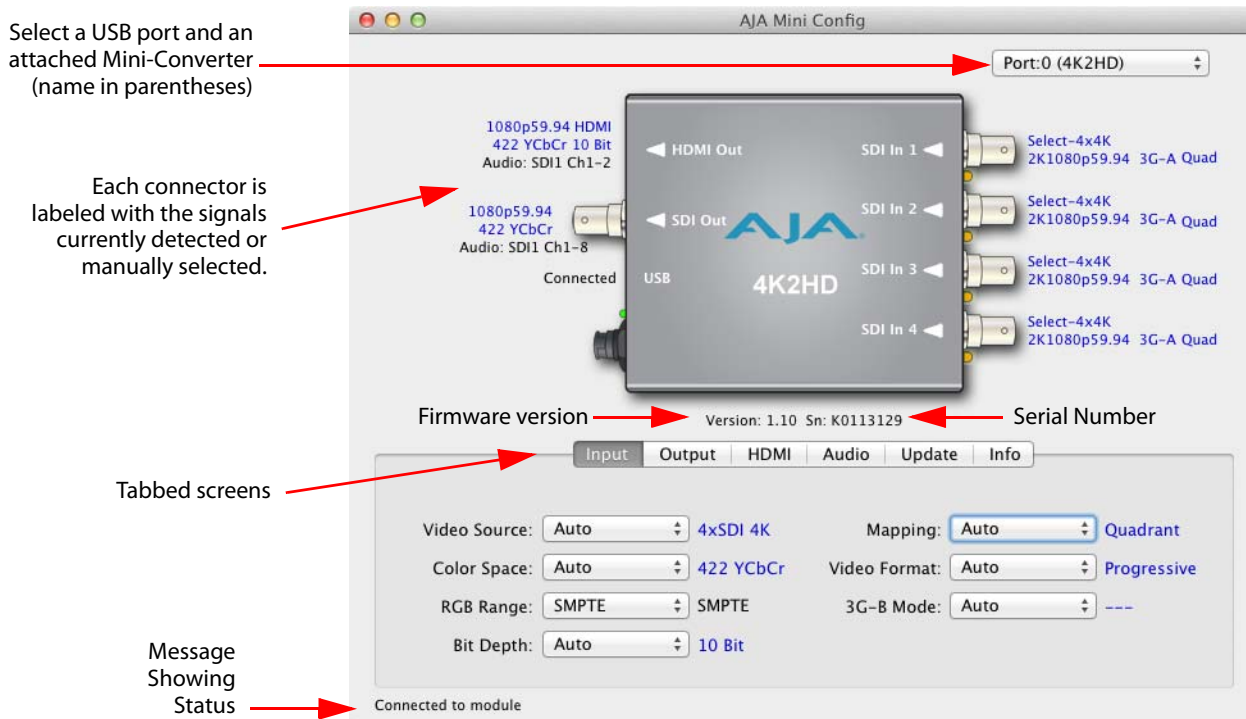 AJA Mini Config
Select a USB port and an
attached Mini-Converter
(name in parentheses)
Port:0 (4K2HD)
1080p59.94 HDMI
422 YCbCr 10 Bit
Audio: SDI1 Ch1-2
HDMI Out
SDI In 1
Select-4x4K
2K1080p59.94 3G-A Quad
Each connector is
labeled with the signals
currently detected or
manually selected.
1080p59.94
422 YCbCr
Audio: SDI1 Ch1-8
SDI Out
AJA
SDI In 2
Select-4x4K
2K1080p59.94 3G-A Quad
Connected
USB
4K2HD
SDI In 3
Select-4x4K
2K1080p59.94 3G-A Quad
SDI In 4
Select-4x4K
2K1080p59.94 3G-A Quad
Firmware version
Version: 1.10 Sn: K0113129
Serial Number
Tabbed screens
Input Output HDMI Audio Update Info
Video Source: Auto 4xSDI 4K
Mapping: Auto Quadrant
Color Space: Auto 422 YCbCr
Video Format: Auto Progressive
RGB Range: SMPTE SMPTE
3G-B Mode: Auto ---
Bit Depth: Auto 10 Bit
Message
Showing
Status
Connected to module